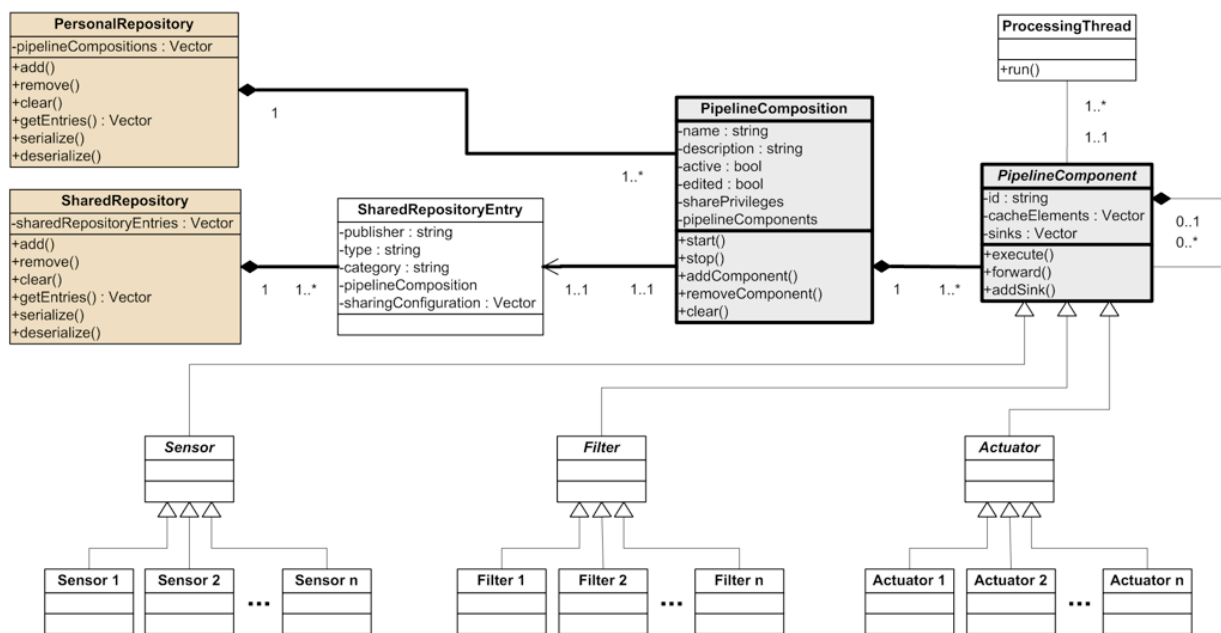 PersonalRepository
-pipelineCompositions : Vector
+add()
+remove()
+clear()
+getEntries() : Vector
+serialize()
+deserialize()
1
1..*
SharedRepository
-sharedRepositoryEntries : Vector
+add()
+remove()
+clear()
+getEntries() : Vector
+serialize()
+deserialize()
1
1..*
SharedRepositoryEntry
-publisher : string
-type : string
-category : string
-pipelineComposition
-sharingConfiguration : Vector
1..1
1..1
PipelineComposition
-name : string
-description : string
-active : bool
-edited : bool
-sharePrivileges
-pipelineComponents
+start()
+stop()
+addComponent()
+removeComponent()
+clear()
1
1..*
ProcessingThread
+run()
1..*
1..1
PipelineComponent
-id : string
-cacheElements : Vector
-sinks : Vector
+execute()
+forward()
+addSink()
0..1
0..*
Sensor
Filter
Actuator
Sensor 1
Sensor 2
...
Sensor n
Filter 1
Filter 2
...
Filter n
Actuator 1
Actuator 2
...
Actuator n